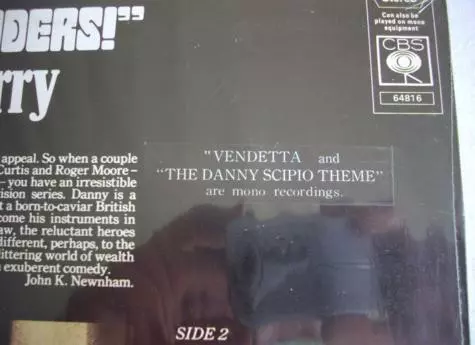 DERS!"
Stereo
Can also be
played on mono
equipment
CBS
64816
rry
appeal. So when a couple
Curtis and Roger Moore –
– you have an irresistible
ision series. Danny is a
t a born-to-caviar British
come his instruments in
aw, the reluctant heroes
different, perhaps, to the
littering world of wealth
exuberent comedy.
John K. Newnham.
"VENDETTA and
"THE DANNY SCIPIO THEME"
are mono recordings.
SIDE 2